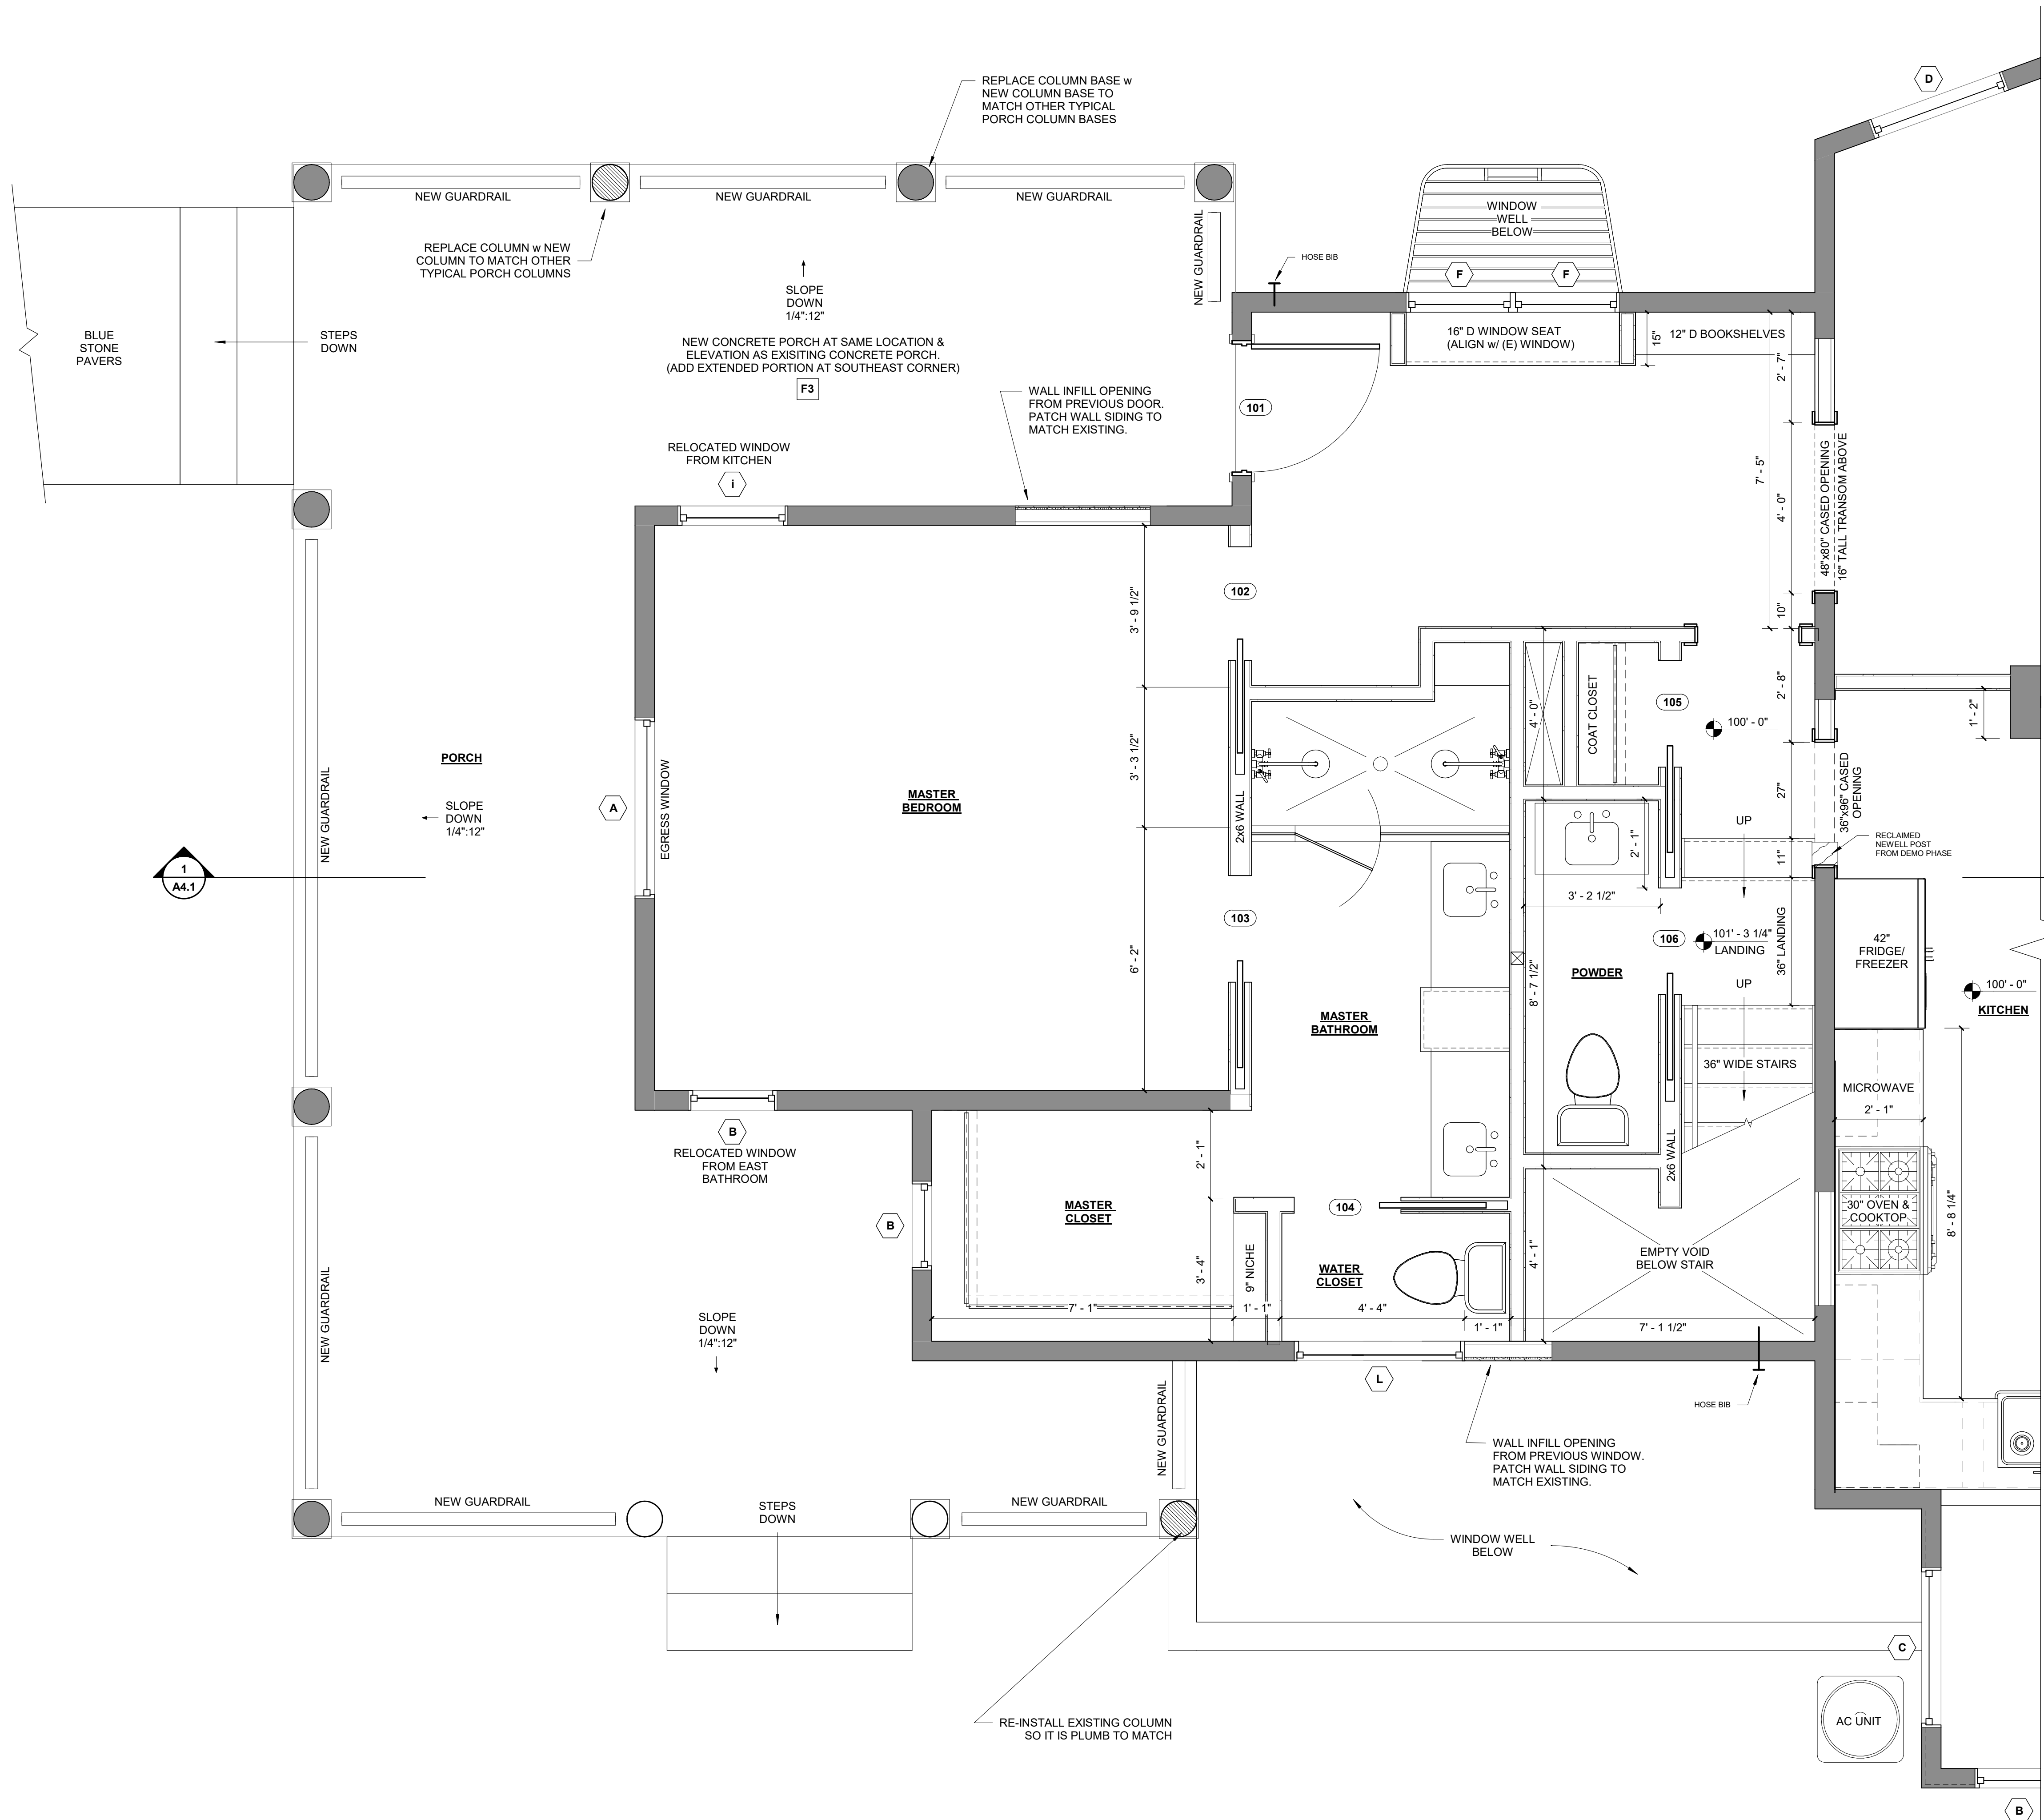 D
REPLACE COLUMN BASE w
NEW COLUMN BASE TO
MATCH OTHER TYPICAL
PORCH COLUMN BASES
NEW GUARDRAIL
NEW GUARDRAIL
NEW GUARDRAIL
NEW GUARDRAIL
REPLACE COLUMN w NEW
COLUMN TO MATCH OTHER
TYPICAL PORCH COLUMNS
WINDOW
WELL
BELOW
HOSE BIB
F
F
SLOPE
DOWN
1/4":12"
BLUE
STONE
PAVERS
STEPS
DOWN
NEW CONCRETE PORCH AT SAME LOCATION &
ELEVATION AS EXISITING CONCRETE PORCH.
(ADD EXTENDED PORTION AT SOUTHEAST CORNER)
F3
16" D WINDOW SEAT
(ALIGN w/ (E) WINDOW)
15"
12" D BOOKSHELVES
2' - 7"
WALL INFILL OPENING
FROM PREVIOUS DOOR.
PATCH WALL SIDING TO
MATCH EXISTING.
101
RELOCATED WINDOW
FROM KITCHEN
i
7' - 5"
4' - 0"
48"x80" CASED OPENING
16" TALL TRANSOM ABOVE
102
3' - 9 1/2"
10"
2' - 8"
COAT CLOSET
4' - 0"
105
100' - 0"
1' - 2"
PORCH
3' - 3 1/2"
EGRESS WINDOW
A
MASTER
BEDROOM
NEW GUARDRAIL
SLOPE
DOWN
1/4":12"
2x6 WALL
27"
36"x96" CASED
OPENING
UP
RECLAIMED
NEWELL POST
FROM DEMO PHASE
2' - 1"
11"
1
A4.1
3' - 2 1/2"
103
6' - 2"
106
101' - 3 1/4"
LANDING
36" LANDING
42"
FRIDGE/
FREEZER
POWDER
8' - 7 1/2"
UP
100' - 0"
KITCHEN
MASTER
BATHROOM
36" WIDE STAIRS
MICROWAVE
2' - 1"
B
RELOCATED WINDOW
FROM EAST
BATHROOM
2' - 1"
2x6 WALL
MASTER
CLOSET
B
104
30" OVEN &
COOKTOP
8' - 8 1/4"
9" NICHE
WATER
CLOSET
3' - 4"
4' - 1"
EMPTY VOID
BELOW STAIR
7' - 1"
1' - 1"
4' - 4"
1' - 1"
7' - 1 1/2"
NEW GUARDRAIL
SLOPE
DOWN
1/4":12"
L
NEW GUARDRAIL
HOSE BIB
WALL INFILL OPENING
FROM PREVIOUS WINDOW.
PATCH WALL SIDING TO
MATCH EXISTING.
NEW GUARDRAIL
STEPS
DOWN
NEW GUARDRAIL
WINDOW WELL
BELOW
C
RE-INSTALL EXISTING COLUMN
SO IT IS PLUMB TO MATCH
AC UNIT
B